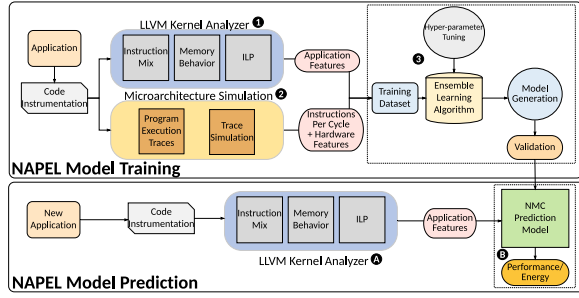 LLVM Kernel Analyzer 1
Application
Code
Instrumentation
Instruction
Mix
Memory
Behavior
ILP
Application
Features
Microarchitecture Simulation 2
Program
Execution
Traces
Trace
Simulation
Instructions
Per Cycle
+ Hardware
Features
Hyper-parameter
Tuning
3
Training
Dataset
Ensemble
Learning
Algorithm
Model
Generation
Validation
NAPEL Model Training
New
Application
Code
Instrumentation
Instruction
Mix
Memory
Behavior
ILP
LLVM Kernel Analyzer A
Application
Features
NMC
Prediction
Model
B
Performance/
Energy
NAPEL Model Prediction